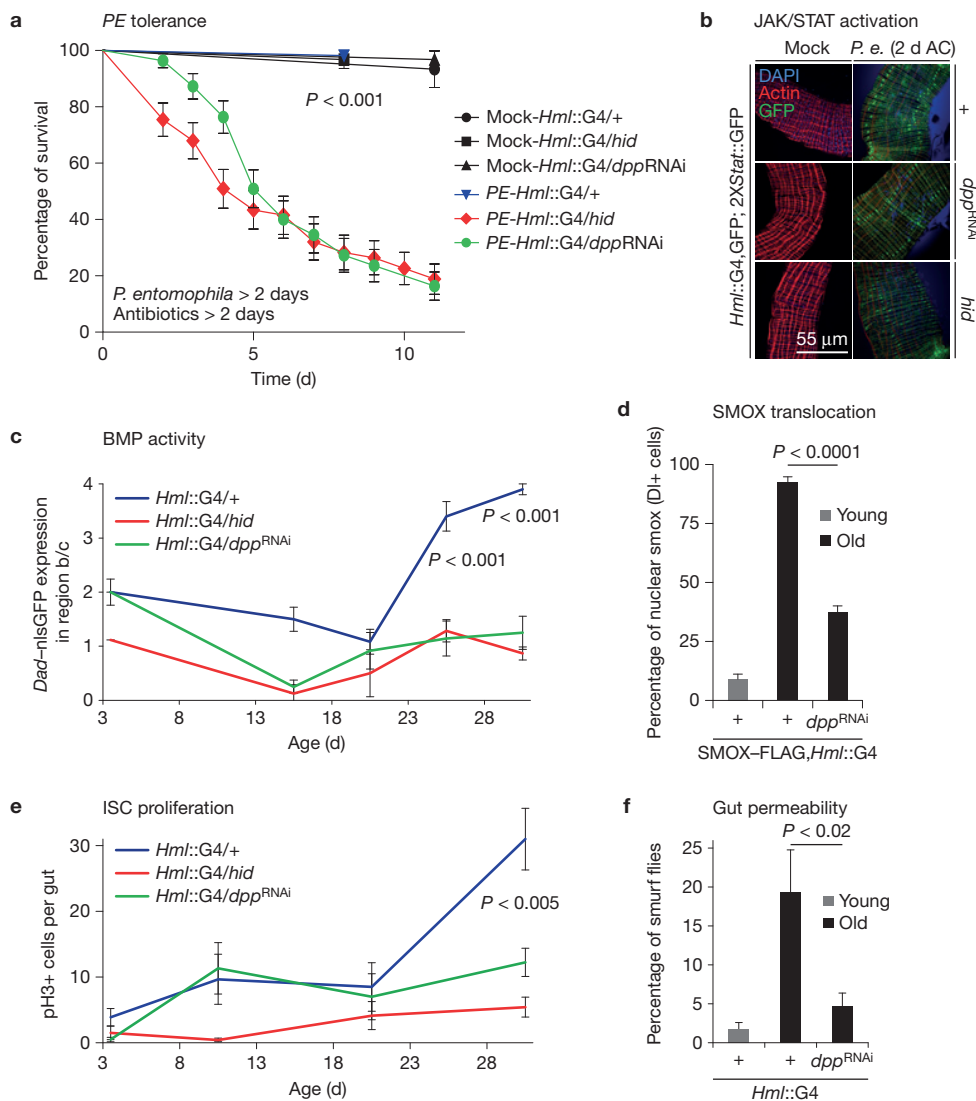 a
PE tolerance
100
80
60
40
20
0
Percentage of survival
P < 0.001
P. entomophila > 2 days
Antibiotics > 2 days
0
5
10
Time (d)
Mock-Hml::G4/+
Mock-Hml::G4/hid
Mock-Hml::G4/dppRNAi
PE-Hml::G4/+
PE-Hml::G4/hid
PE-Hml::G4/dppRNAi
b
JAK/STAT activation
Mock
P. e. (2 d AC)
DAPI
Actin
GFP
Hml::G4,GFP; 2XStat::GFP
+
dppRNAi
hid
55 µm
c
BMP activity
4
3
2
1
0
Dad–nlsGFP expression
in region b/c
Hml::G4/+
Hml::G4/hid
Hml::G4/dppRNAi
P < 0.001
P < 0.001
3
8
13
18
23
28
Age (d)
d
SMOX translocation
P < 0.0001
100
75
50
25
0
Percentage of nuclear smox (Dl+ cells)
Young
Old
+
+
dppRNAi
SMOX–FLAG,Hml::G4
e
ISC proliferation
30
20
10
0
pH3+ cells per gut
Hml::G4/+
Hml::G4/hid
Hml::G4/dppRNAi
P < 0.005
3
8
13
18
23
28
Age (d)
f
Gut permeability
P < 0.02
25
20
15
10
5
0
Percentage of smurf flies
Young
Old
+
+
dppRNAi
Hml::G4